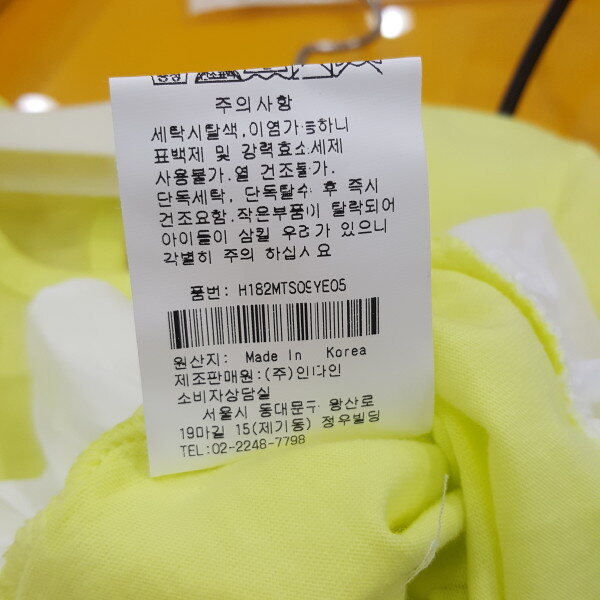 주의사항
세탁시탈색,이염가능하니
표백제 및 강력효소세제
사용불가.열 건조불가.
단독세탁, 단독탈수 후 즉시
건조요함.작은부품이 탈락되어
아이들이 삼킬 우려가 있으니
각별히 주의 하십시요
품번: H182MTS09YE05
원산지: Made In Korea
제조판매원:(주)인다인
소비자상담실
서울시 동대문구 왕산로
19마길 15(제기동) 정우빌딩
TEL:02-2248-7798